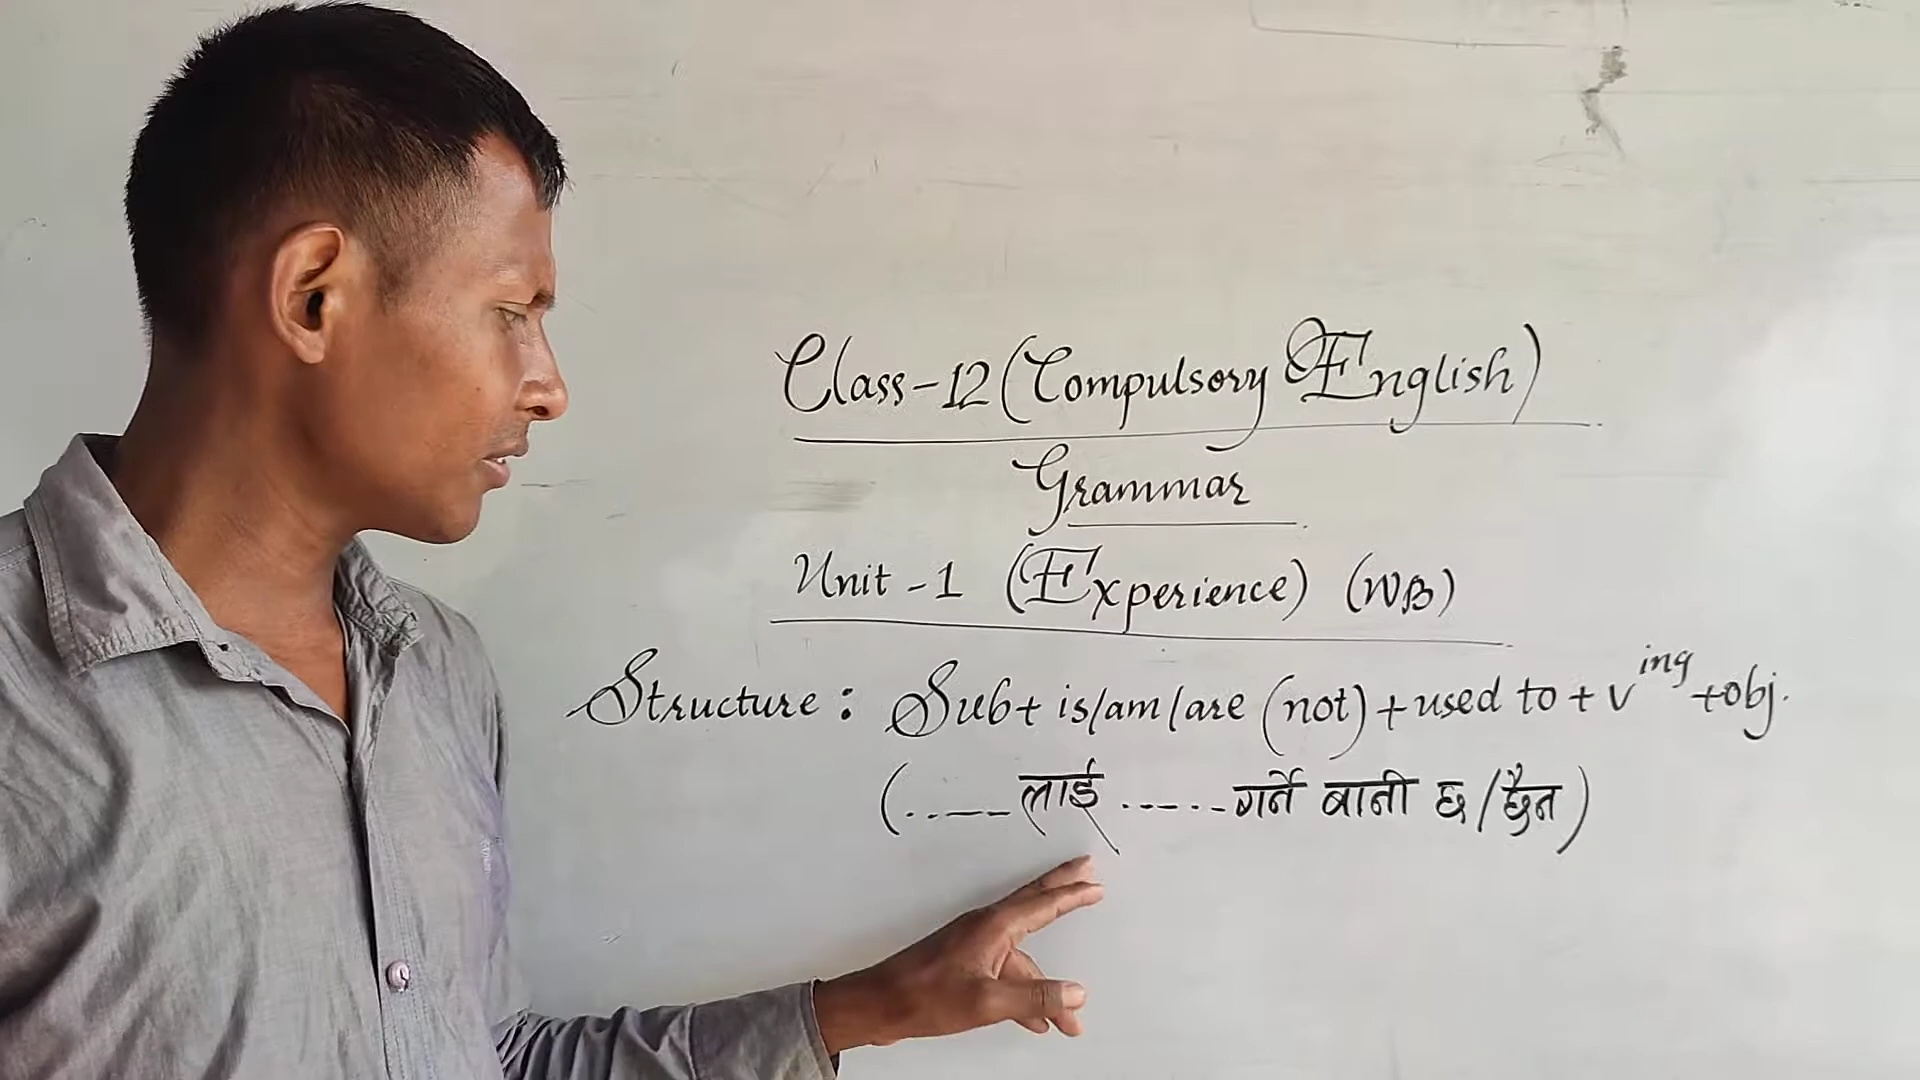 Class-12 (Compulsory English)
Grammar
Unit-1 (Experience) (WB)
Structure: Sub+ is/am/are (not) + used to + v ing +obj.
(..___लाई ......गर्ने बानी छ/छैन)